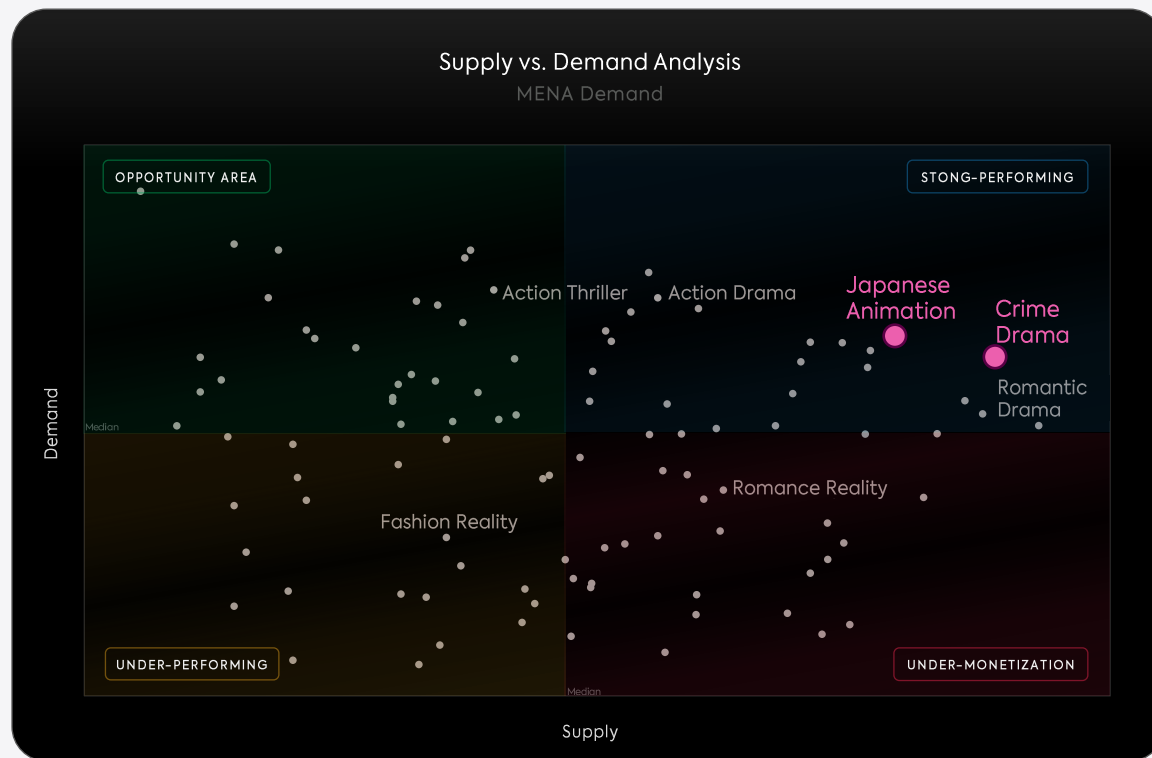 Supply vs. Demand Analysis
MENA Demand
OPPORTUNITY AREA
STONG-PERFORMING
Action Thriller
Action Drama
Japanese
Animation
Crime
Drama
Romantic
Drama
Demand
Median
Romance Reality
Fashion Reality
UNDER-PERFORMING
UNDER-MONETIZATION
Median
Supply